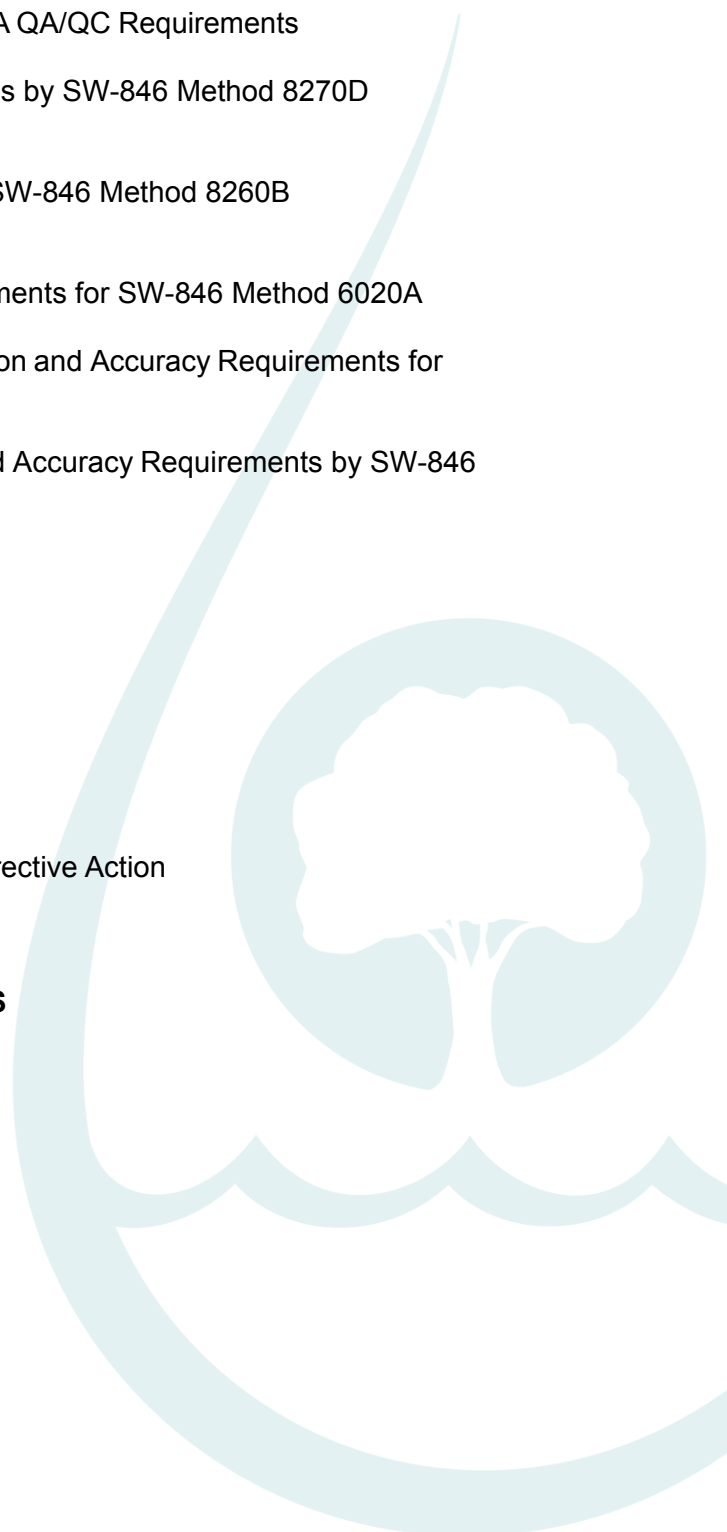 A QA/QC Requirements
s by SW-846 Method 8270D
SW-846 Method 8260B
ments for SW-846 Method 6020A
on and Accuracy Requirements for
d Accuracy Requirements by SW-846
rective Action
s